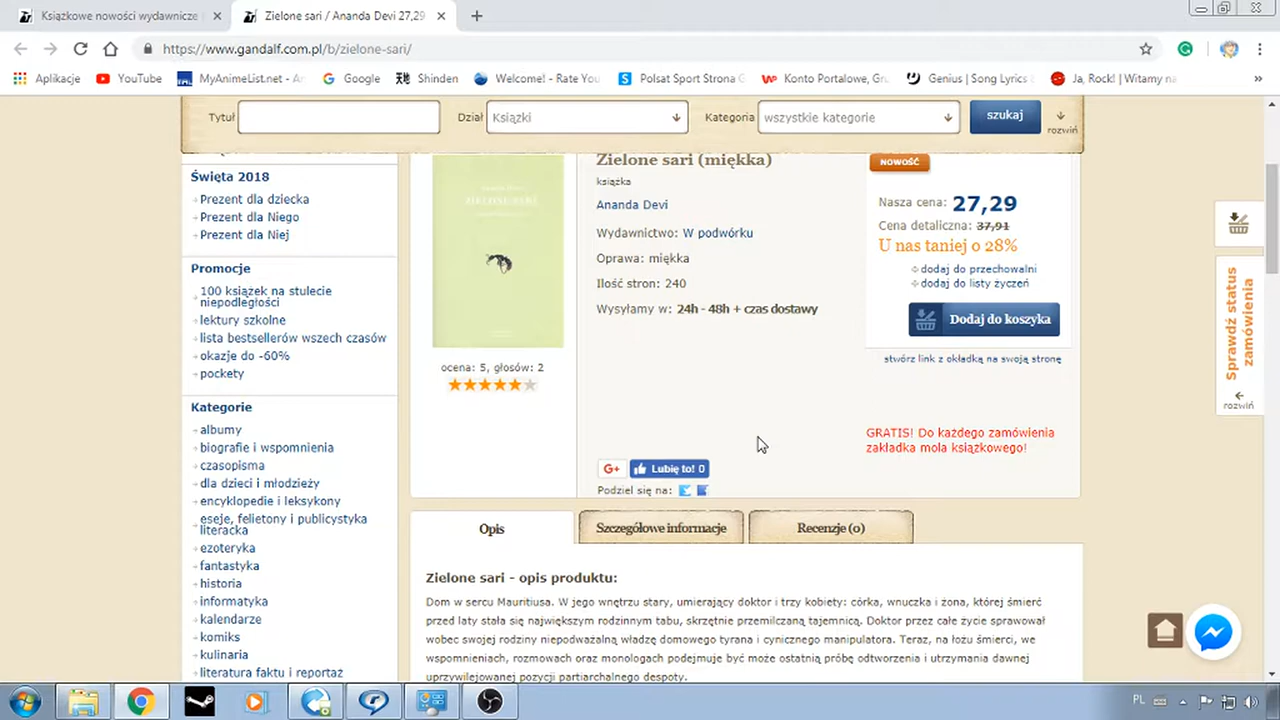 Książkowe nowości wydawnicze
Zielone sari / Ananda Devi 27,29
https://www.gandalf.com.pl/b/zielone-sari/
Aplikacje
YouTube
MyAnimeList.net - Ar
Google
Shinden
Welcome! - Rate You
Polsat Sport Strona G
Konto Portalowe, Gr
Genius | Song Lyrics
Ja, Rock! | Witamy na
»
Tytuł
Dział
Książki
Kategoria
wszystkie kategorie
szukaj
rozwiń
Święta 2018
Prezent dla dziecka
Prezent dla Niego
Prezent dla Niej
Promocje
100 książek na stulecie
niepodległości
lektury szkolne
lista bestsellerów wszech czasów
okazje do -60%
pockety
Kategorie
albumy
biografie i wspomnienia
czasopisma
dla dzieci i młodzieży
encyklopedie i leksykony
eseje, felietony i publicystyka
literacka
ezoteryka
fantastyka
historia
informatyka
kalendarze
komiks
kulinaria
literatura faktu i reportaż
ZIELONE SARI
ocena: 5, głosów: 2
Zielone sari (miękka)
książka
Ananda Devi
Wydawnictwo: W podwórku
Oprawa: miękka
Ilość stron: 240
Wysyłamy w: 24h - 48h + czas dostawy
G+
Lubię to! 0
Podziel się na:
NOWOŚĆ
Nasza cena: 27,29
Cena detaliczna: 37,91
U nas taniej o 28%
dodaj do przechowalni
dodaj do listy życzeń
Dodaj do koszyka
stwórz link z okładką na swoją stronę
GRATIS! Do każdego zamówienia
zakładka mola książkowego!
Sprawdź status
zamówienia
rozwiń
Opis
Szczegółowe informacje
Recenzje (0)
Zielone sari - opis produktu:
Dom w sercu Mauritiusa. W jego wnętrzu stary, umierający doktor i trzy kobiety: córka, wnuczka i żona, której śmierć
przed laty stała się największym rodzinnym tabu, skrzętnie przemilczaną tajemnicą. Doktor przez całe życie sprawował
wobec swojej rodziny niepodważalną władzę domowego tyrana i cynicznego manipulatora. Teraz, na łożu śmierci, we
wspomnieniach, rozmowach oraz monologach podejmuje być może ostatnią próbę odtworzenia i utrzymania dawnej
uprzywilejowanej pozycji partiarchalnego despoty.
PL